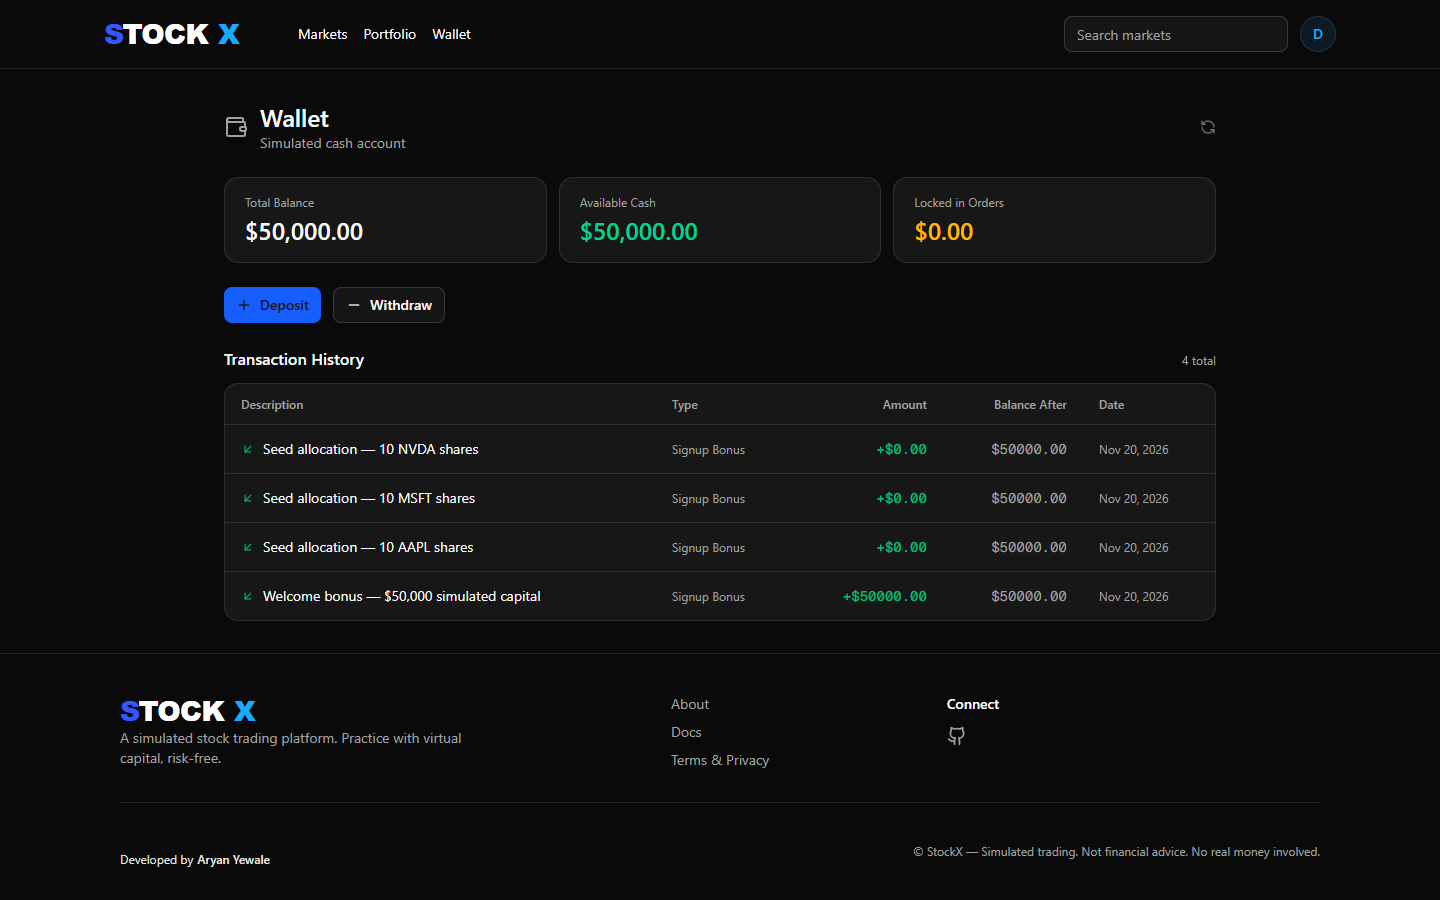 STOCK X
Markets Portfolio Wallet
Search markets
D
Wallet
Simulated cash account
Total Balance
$50,000.00
Available Cash
$50,000.00
Locked in Orders
$0.00
Deposit
Withdraw
Transaction History
4 total
Description Type Amount Balance After Date
Seed allocation — 10 NVDA shares Signup Bonus +$0.00 $50000.00 Nov 20, 2026
Seed allocation — 10 MSFT shares Signup Bonus +$0.00 $50000.00 Nov 20, 2026
Seed allocation — 10 AAPL shares Signup Bonus +$0.00 $50000.00 Nov 20, 2026
Welcome bonus — $50,000 simulated capital Signup Bonus +$50000.00 $50000.00 Nov 20, 2026
STOCK X
A simulated stock trading platform. Practice with virtual
capital, risk-free.
About
Docs
Terms & Privacy
Connect
Developed by Aryan Yewale
© StockX — Simulated trading. Not financial advice. No real money involved.